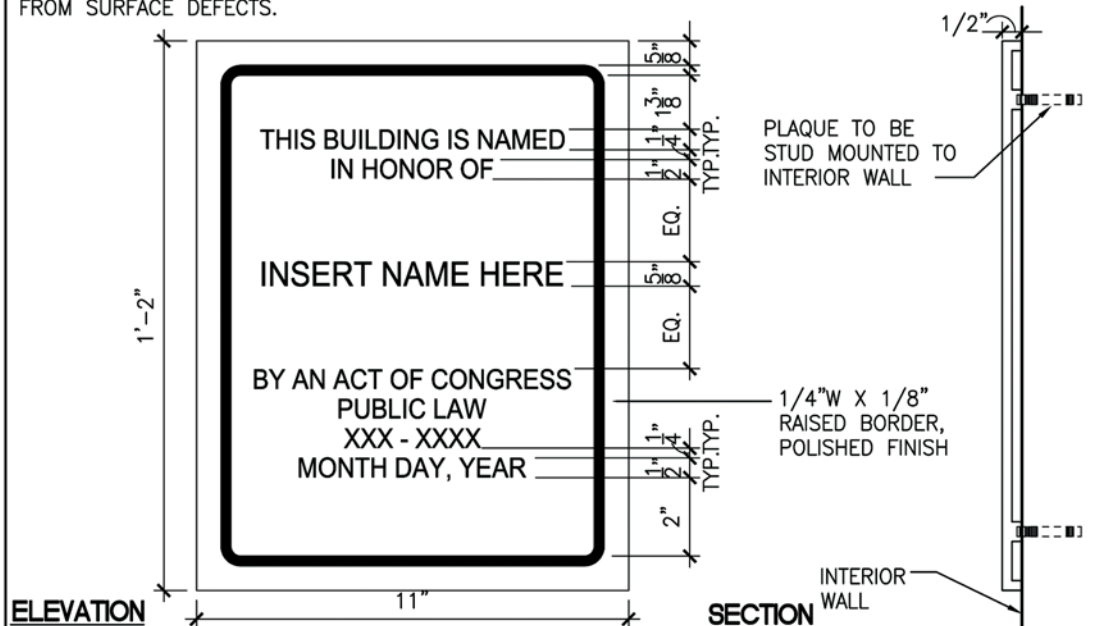 FROM SURFACE DEFECTS.
1/2"
5/8"
1 3/8"
THIS BUILDING IS NAMED
IN HONOR OF
1/4" TYP.
1/2" TYP.
PLAQUE TO BE
STUD MOUNTED TO
INTERIOR WALL
EQ.
INSERT NAME HERE
5/8"
1'-2"
EQ.
BY AN ACT OF CONGRESS
PUBLIC LAW
XXX - XXXX
MONTH DAY, YEAR
1/4"W X 1/8"
RAISED BORDER,
POLISHED FINISH
1/4" TYP.
1/2" TYP.
2"
11"
INTERIOR
WALL
ELEVATION
SECTION